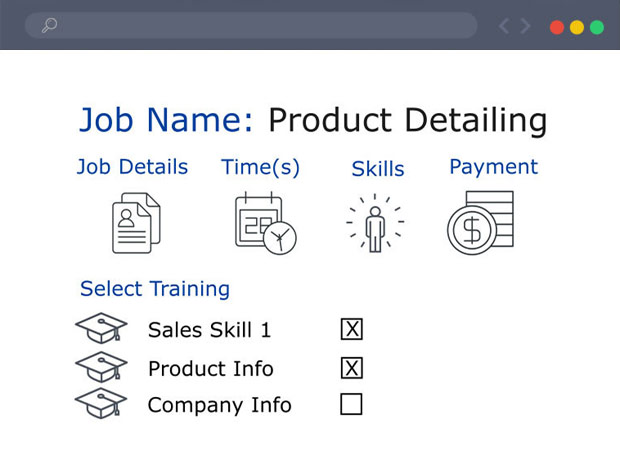 Job Name: Product Detailing
Job Details Time(s) Skills Payment
28
$
Select Training
Sales Skill 1 X
Product Info X
Company Info